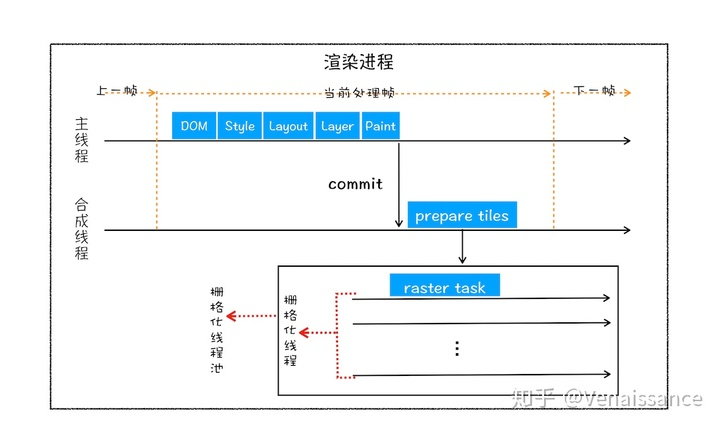 渲染进程
上一帧
当前处理帧
下一帧
主线程
DOM
Style
Layout
Layer
Paint
commit
合成线程
prepare tiles
raster task
栅格化线程池
栅格化线程
...
知乎 @Venaissance